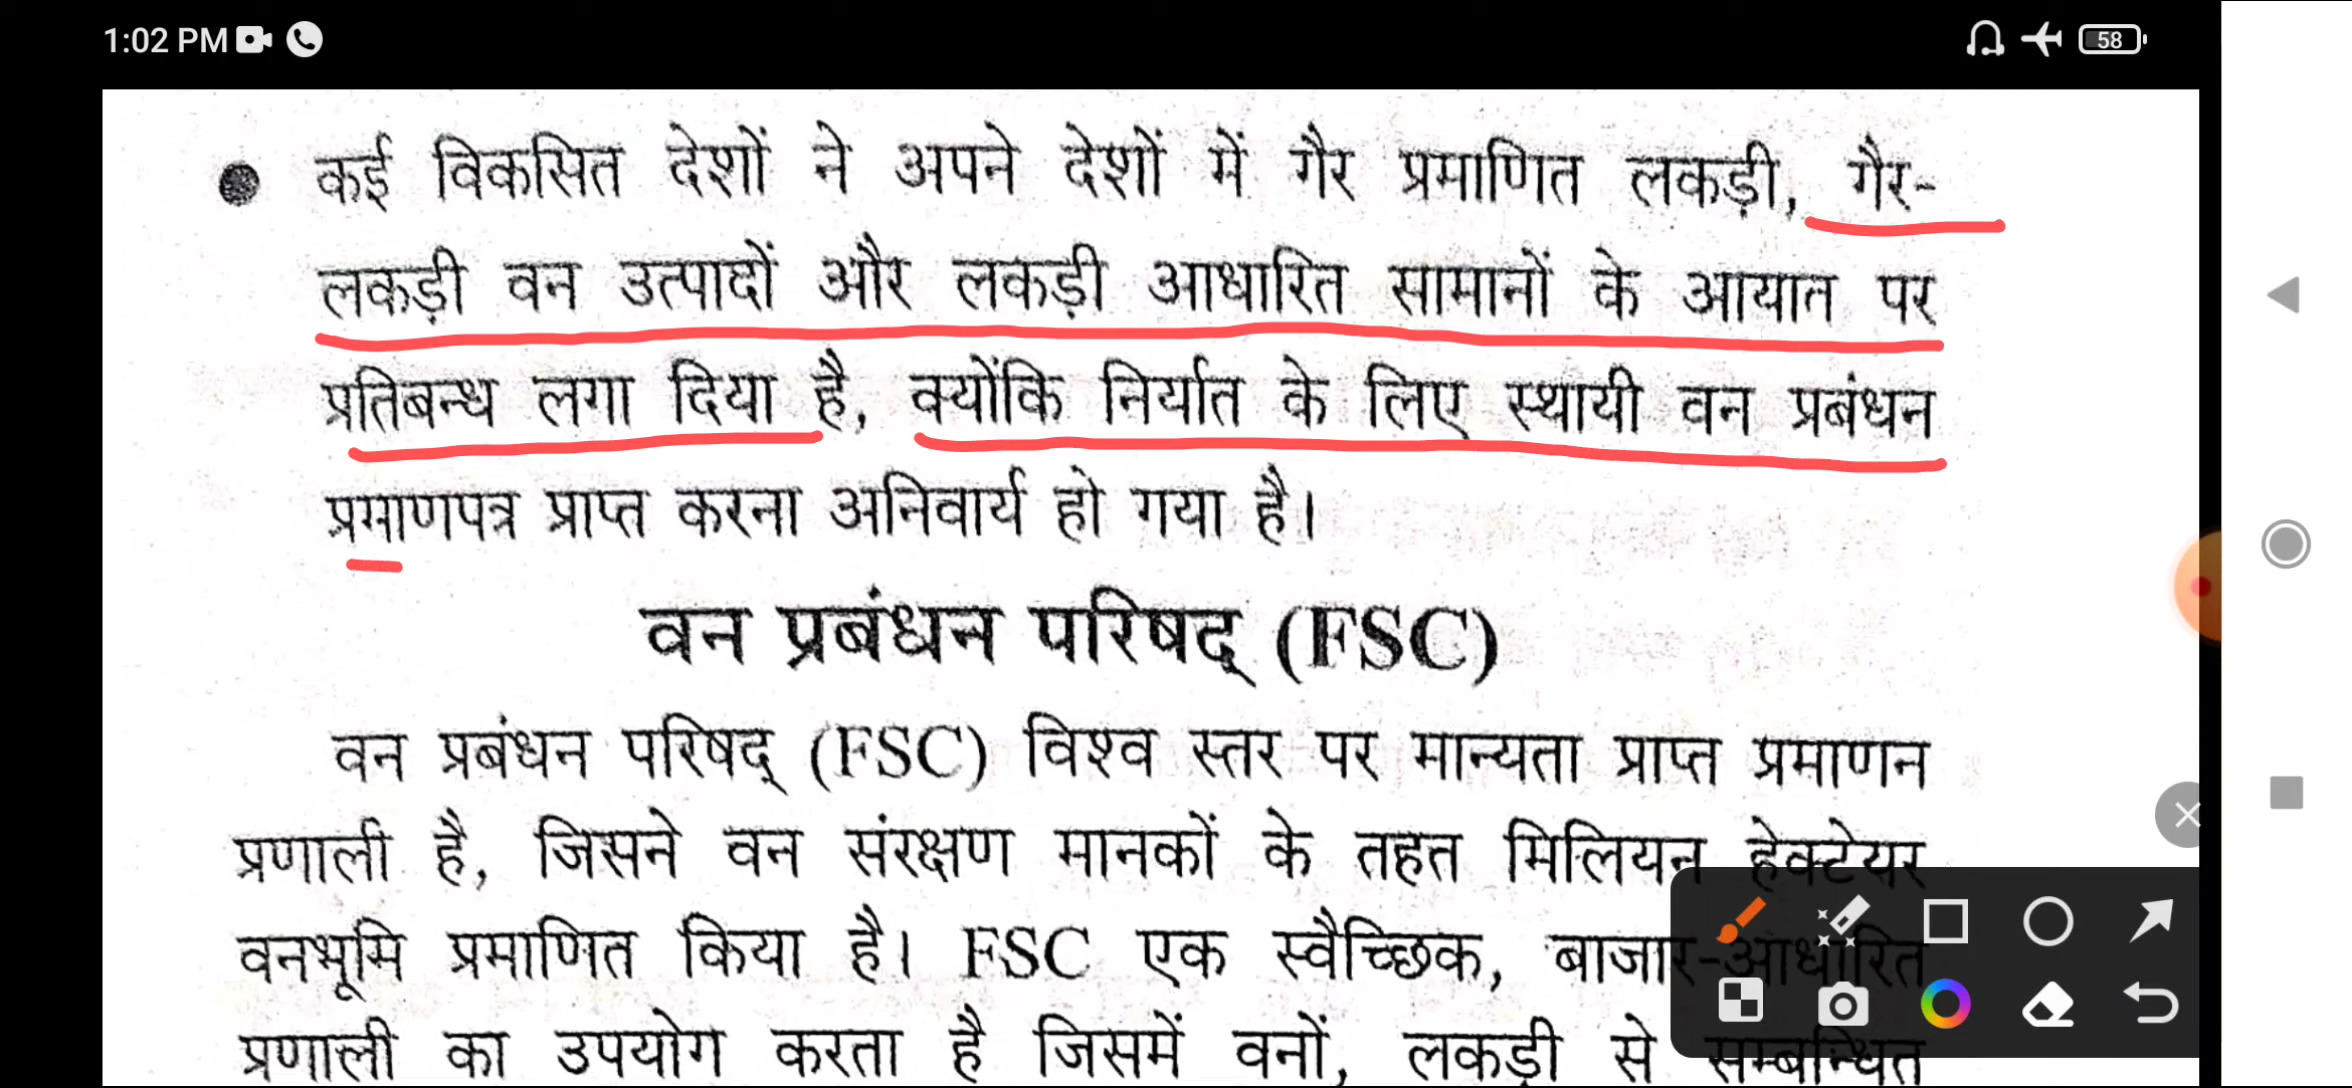 1:02 PM
58
कई विकसित देशों ने अपने देशों में गैर प्रमाणित लकड़ी, गैर-
लकड़ी वन उत्पादों और लकड़ी आधारित सामानों के आयात पर
प्रतिबन्ध लगा दिया है, क्योंकि निर्यात के लिए स्थायी वन प्रबंधन
प्रमाणपत्र प्राप्त करना अनिवार्य हो गया है।
वन प्रबंधन परिषद् (FSC)
वन प्रबंधन परिषद् (FSC) विश्व स्तर पर मान्यता प्राप्त प्रमाणन
प्रणाली है, जिसने वन संरक्षण मानकों के तहत मिलियन हेक्टेयर
वनभूमि प्रमाणित किया है। FSC एक स्वैच्छिक, बाजार-आधारित
प्रणाली का उपयोग करता है जिसमें वनों, लकड़ी से सम्बन्धित